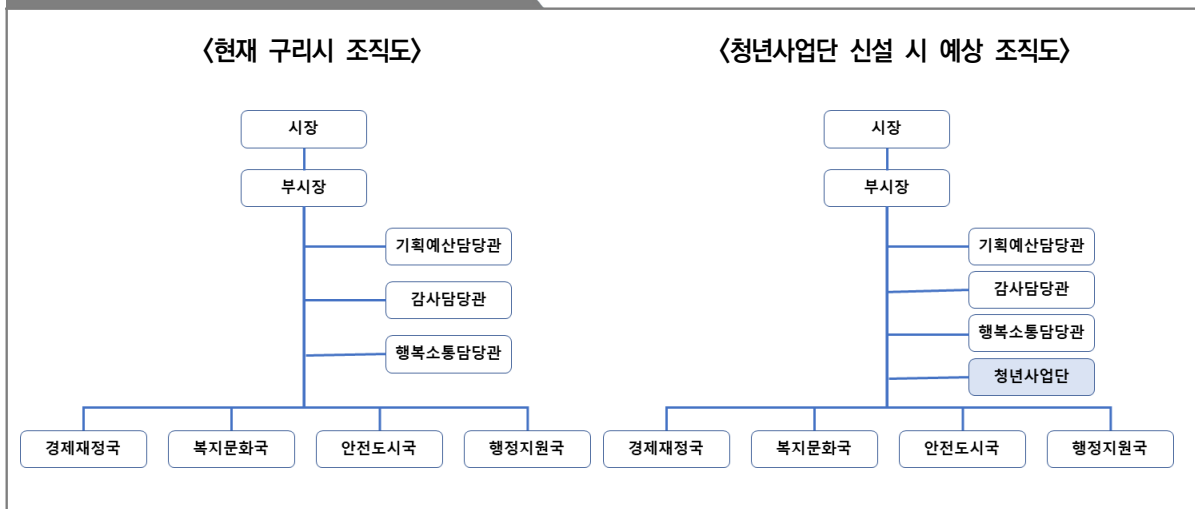 <현재 구리시 조직도>
시장
부시장
기획예산담당관
감사담당관
행복소통담당관
경제재정국
복지문화국
안전도시국
행정지원국
<청년사업단 신설 시 예상 조직도>
시장
부시장
기획예산담당관
감사담당관
행복소통담당관
청년사업단
경제재정국
복지문화국
안전도시국
행정지원국